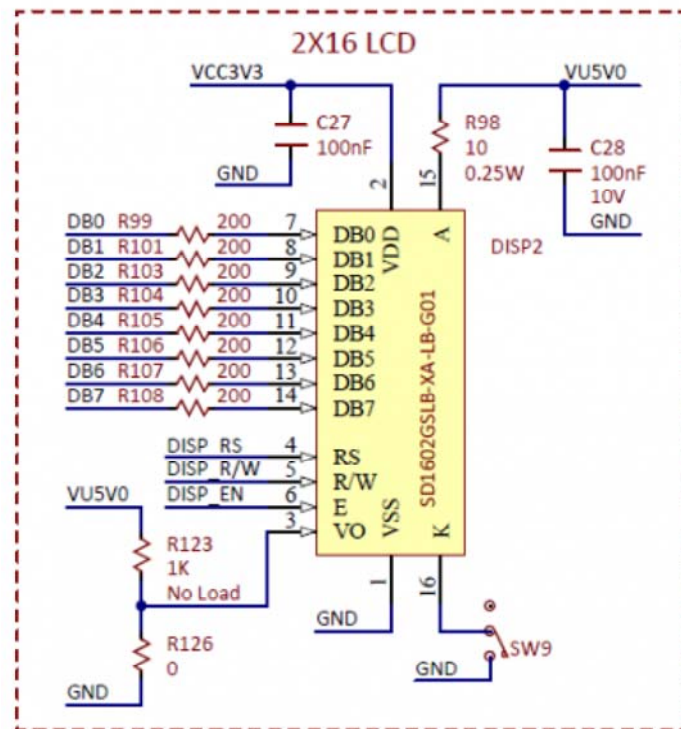 2X16 LCD
VCC3V3
VU5V0
C27
100nF
R98
10
0.25W
C28
100nF
10V
GND
GND
2
15
DB0 R99 200 7 DB0
DB1 R101 200 8 DB1
DB2 R103 200 9 DB2
DB3 R104 200 10 DB3
DB4 R105 200 11 DB4
DB5 R106 200 12 DB5
DB6 R107 200 13 DB6
DB7 R108 200 14 DB7
VDD
A
DISP2
SD1602GSLB-XA-LB-G01
DISP_RS 4 RS
DISP_R/W 5 R/W
DISP_EN 6 E
VU5V0
3 VO
VSS
K
R123
1K
No Load
1
16
GND
R126
0
GND
SW9
GND